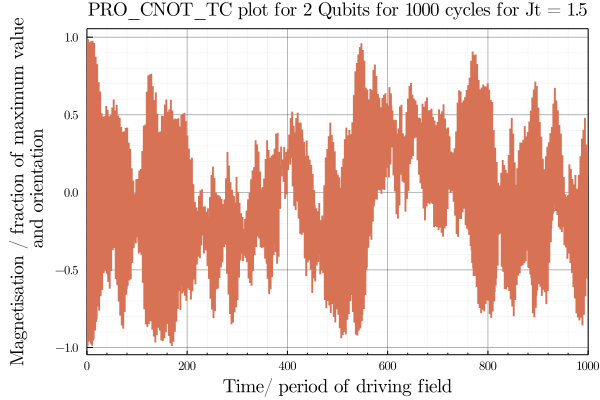 PRO_CNOT_TC plot for 2 Qubits for 1000 cycles for Jt = 1.5
Magnetisation / fraction of maximum value
and orientation
1.0
0.5
0.0
−0.5
−1.0
0
200
400
600
800
1000
Time/ period of driving field